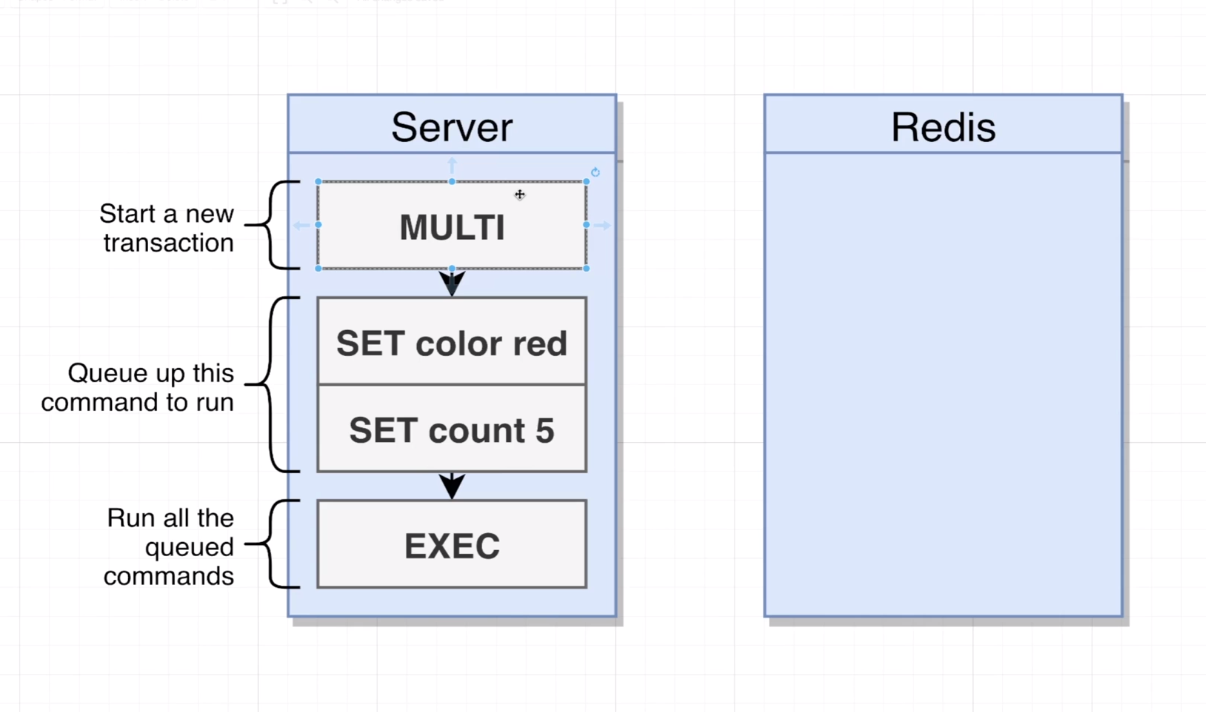 Server
Redis
Start a new
transaction
MULTI
Queue up this
command to run
SET color red
SET count 5
Run all the
queued
commands
EXEC